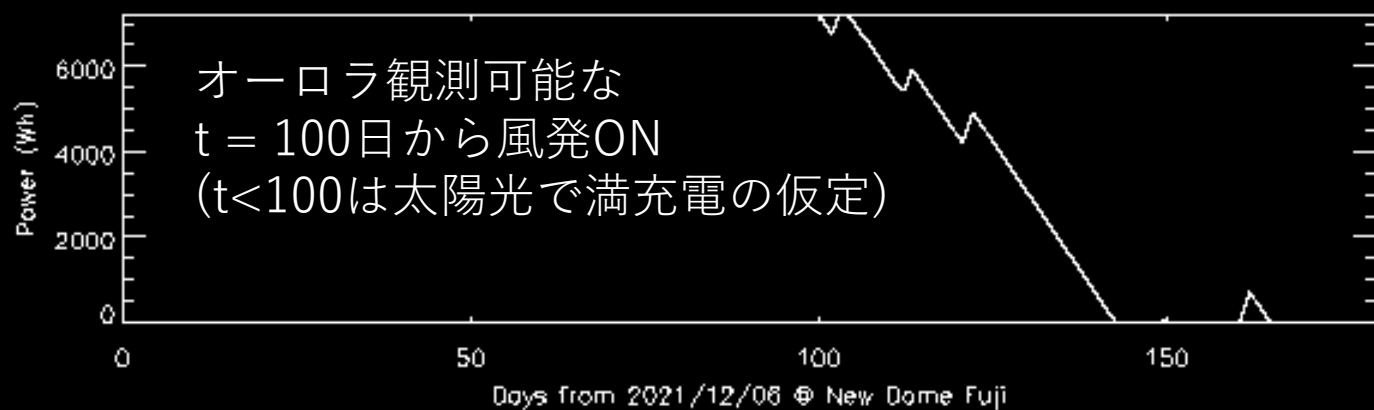 6000
4000
2000
0
Power (Wh)
オーロラ観測可能な
t = 100日から風発ON
(t<100は太陽光で満充電の仮定)
0 50 100 150
Days from 2021/12/06 @ New Dome Fuji